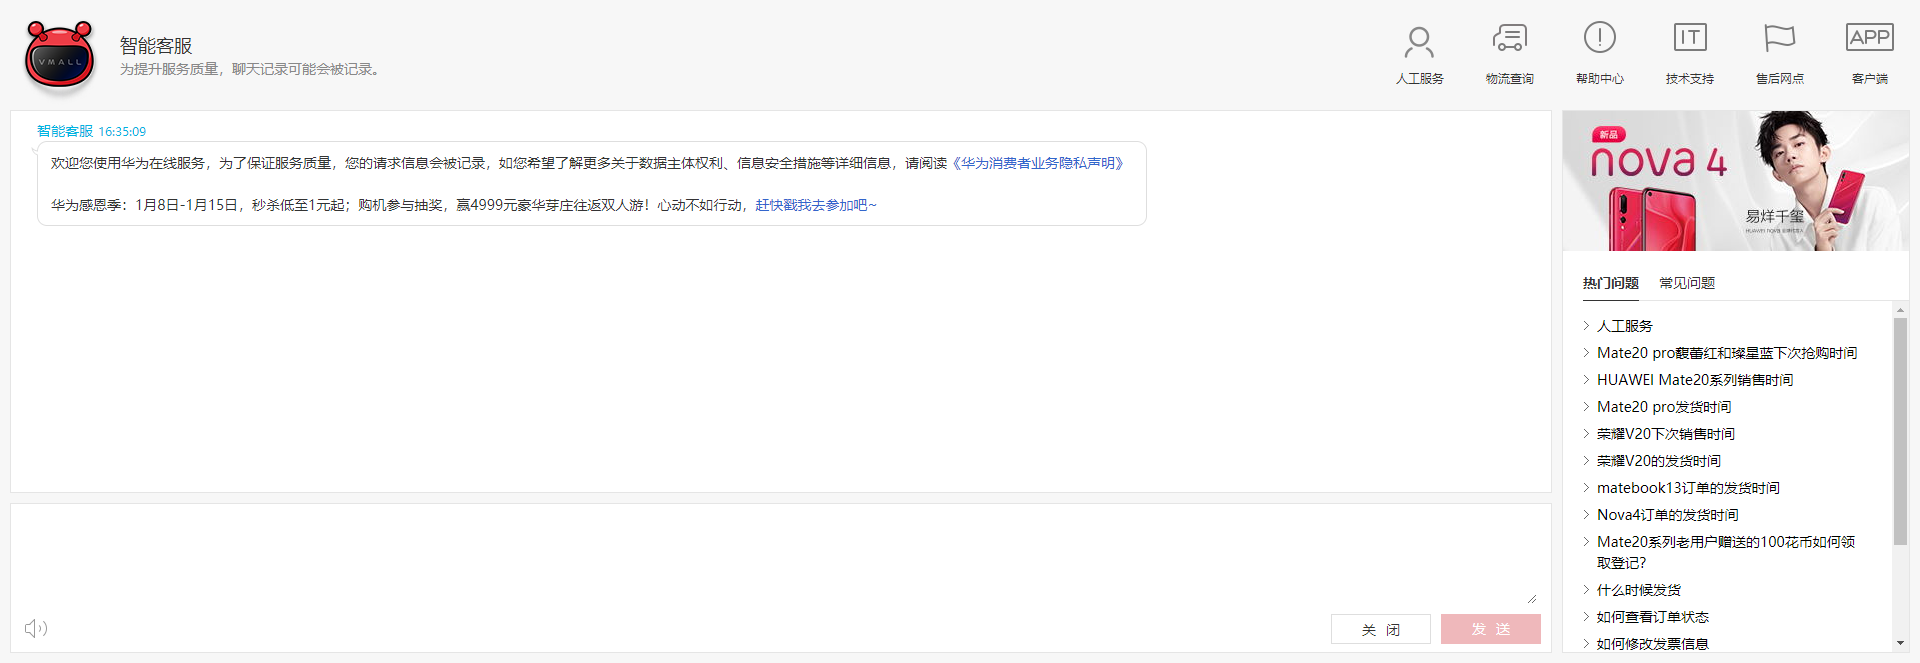 VMALL
智能客服
为提升服务质量，聊天记录可能会被记录。
人工服务
物流查询
帮助中心
IT
技术支持
售后网点
APP
客户端
智能客服 16:35:09
欢迎您使用华为在线服务，为了保证服务质量，您的请求信息会被记录，如您希望了解更多关于数据主体权利、信息安全措施等详细信息，请阅读《华为消费者业务隐私声明》
华为感恩季：1月8日-1月15日，秒杀低至1元起；购机参与抽奖，赢4999元豪华芽庄往返双人游！心动不如行动，赶快戳我去参加吧~
关 闭
发 送
新品
nova 4
易烊千玺
热门问题
常见问题
人工服务
Mate20 pro馥蕾红和璨星蓝下次抢购时间
HUAWEI Mate20系列销售时间
Mate20 pro发货时间
荣耀V20下次销售时间
荣耀V20的发货时间
matebook13订单的发货时间
Nova4订单的发货时间
Mate20系列老用户赠送的100花币如何领
取登记？
什么时候发货
如何查看订单状态
如何修改发票信息